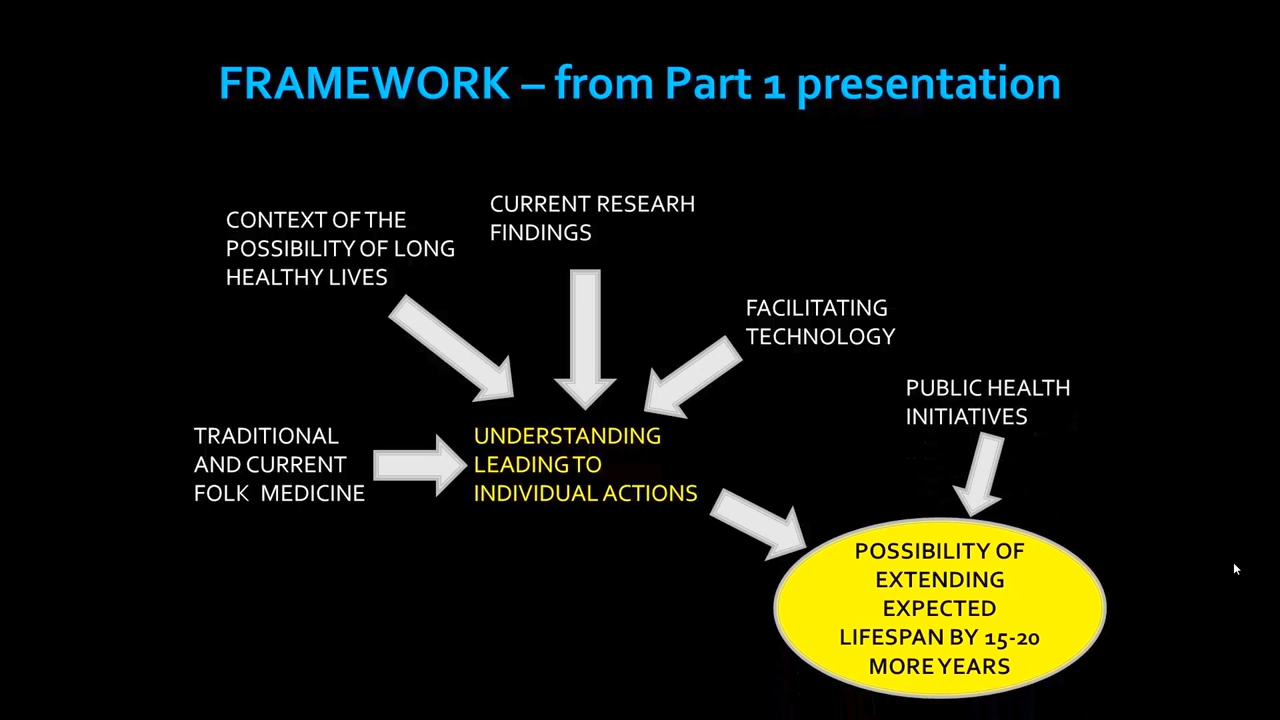 FRAMEWORK – from Part 1 presentation
CONTEXT OF THE
POSSIBILITY OF LONG
HEALTHY LIVES
CURRENT RESEARH
FINDINGS
FACILITATING
TECHNOLOGY
PUBLIC HEALTH
INITIATIVES
TRADITIONAL
AND CURRENT
FOLK MEDICINE
UNDERSTANDING
LEADING TO
INDIVIDUAL ACTIONS
POSSIBILITY OF
EXTENDING
EXPECTED
LIFESPAN BY 15-20
MORE YEARS